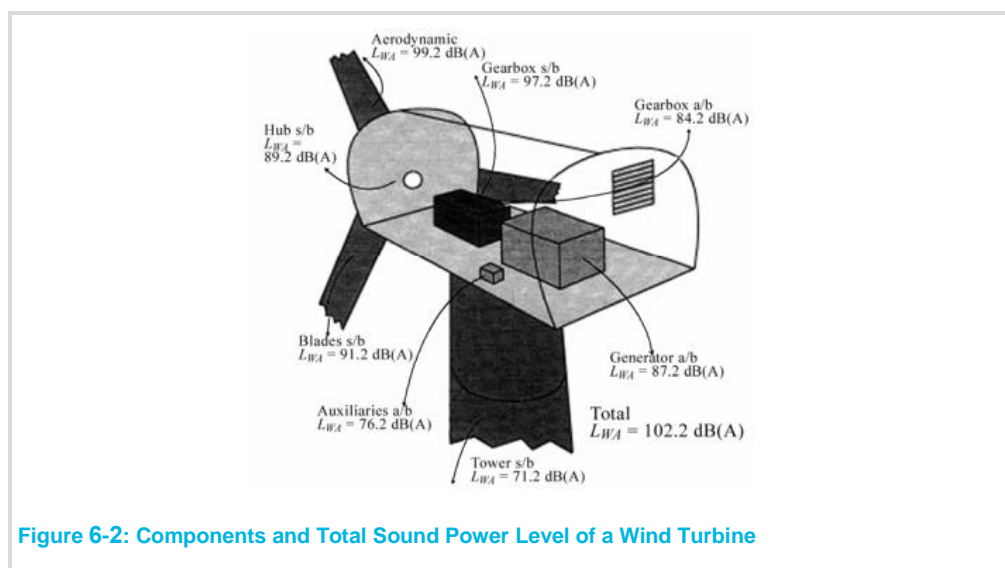 Aerodynamic
LWA = 99.2 dB(A)
Gearbox s/b
LWA = 97.2 dB(A)
Gearbox a/b
LWA = 84.2 dB(A)
Hub s/b
LWA =
89.2 dB(A)
Blades s/b
LWA = 91.2 dB(A)
Generator a/b
LWA = 87.2 dB(A)
Auxiliaries a/b
LWA = 76.2 dB(A)
Total
LWA = 102.2 dB(A)
Tower s/b
LWA = 71.2 dB(A)
Figure 6-2: Components and Total Sound Power Level of a Wind Turbine